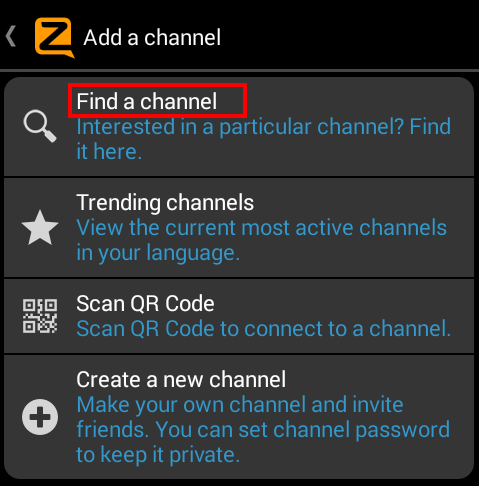 Add a channel
Find a channel
Interested in a particular channel? Find
it here.
Trending channels
View the current most active channels
in your language.
Scan QR Code
Scan QR Code to connect to a channel.
Create a new channel
Make your own channel and invite
friends. You can set channel password
to keep it private.